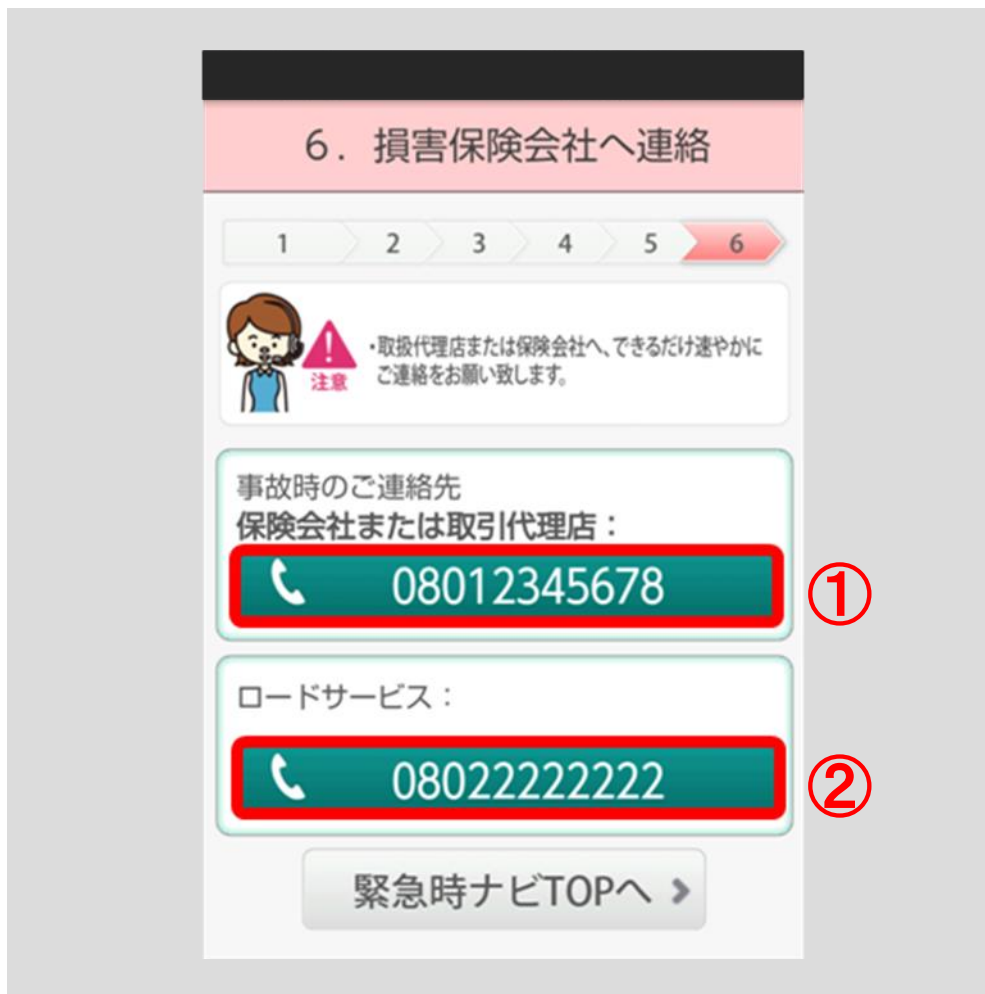 6. 損害保険会社へ連絡
1 2 3 4 5 6
!
注意
・取扱代理店または保険会社へ、できるだけ速やかに
ご連絡をお願い致します。
事故時のご連絡先
保険会社または取引代理店：
08012345678
①
ロードサービス：
08022222222
②
緊急時ナビTOPへ